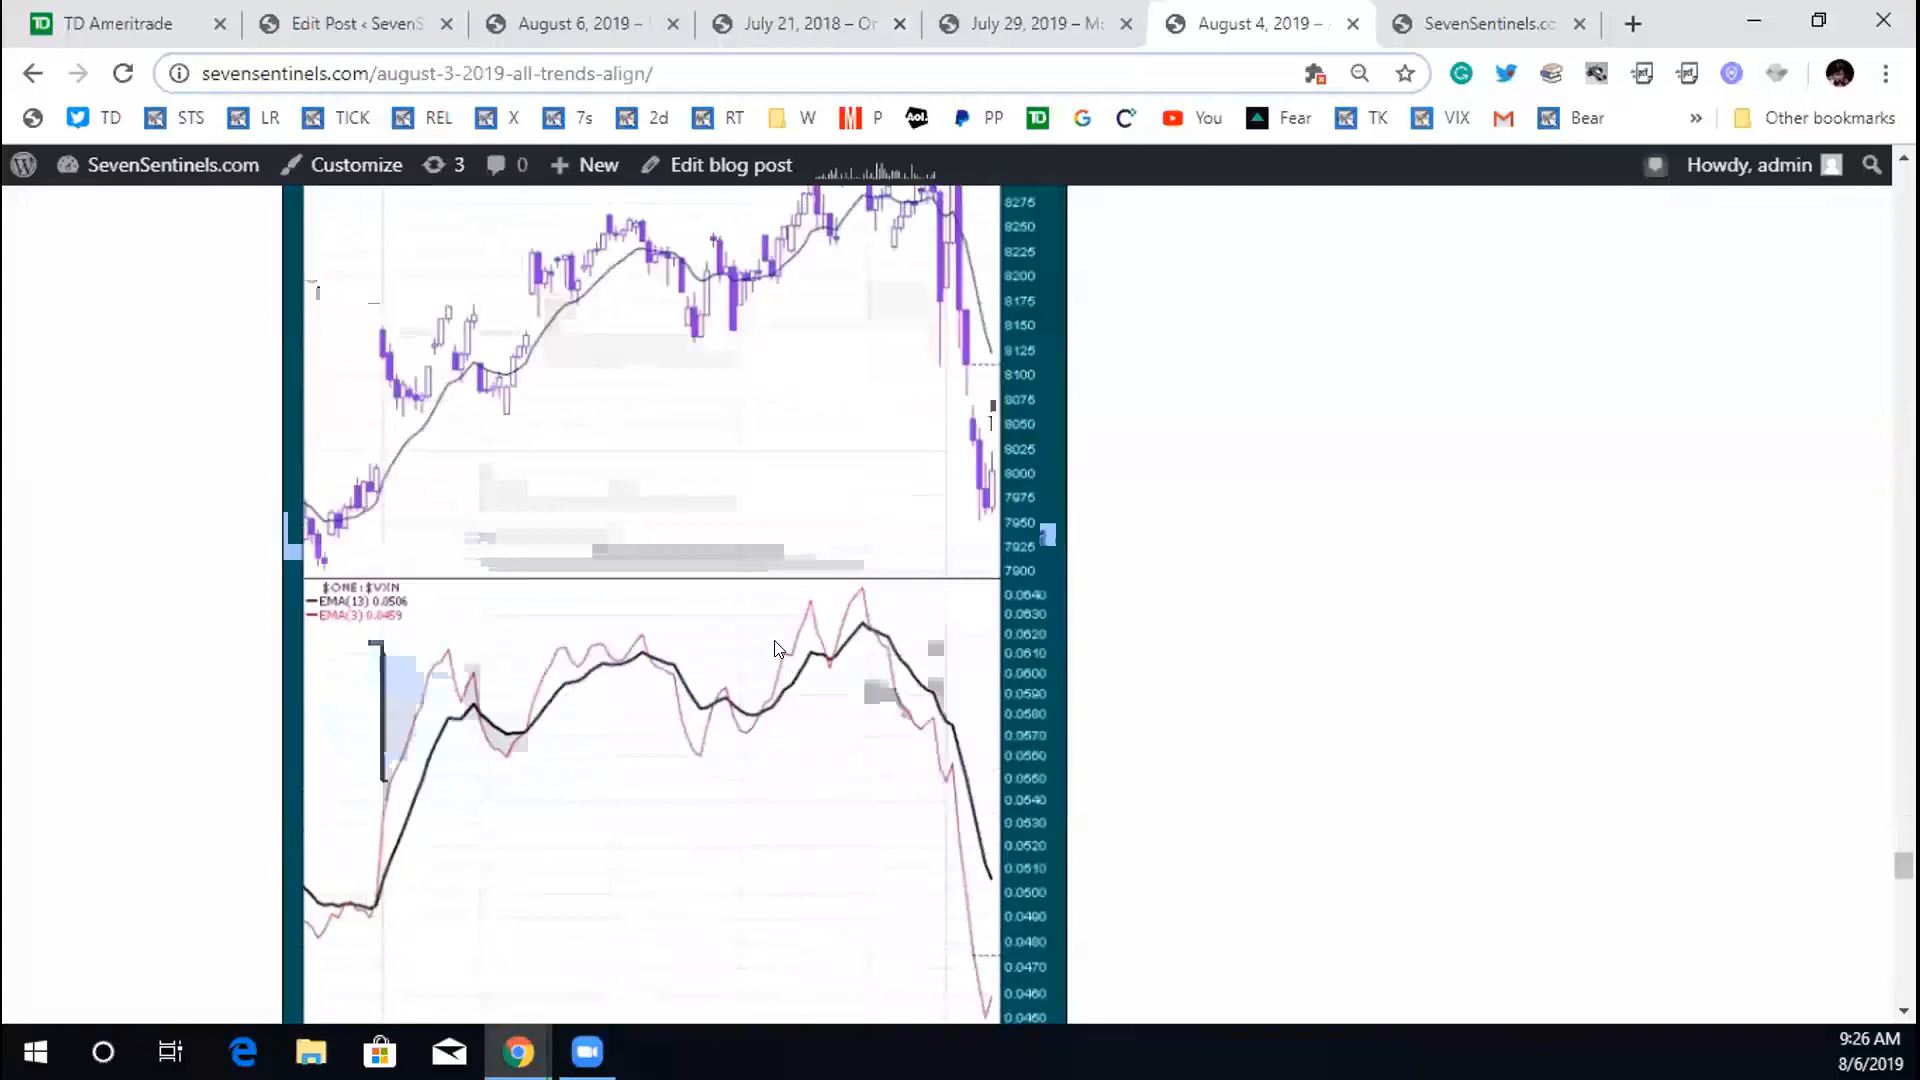 TD Ameritrade
Edit Post ‹ SevenS
August 6, 2019 –
July 21, 2018 – Or
July 29, 2019 – Ma
August 4, 2019 –
SevenSentinels.co
sevensentinels.com/august-3-2019-all-trends-align/
TD STS LR TICK REL X 7s 2d RT W P Aol. PP TD You Fear TK VIX Bear » Other bookmarks
SevenSentinels.com Customize 3 0 New Edit blog post Howdy, admin
8275
8250
8225
8200
8175
8150
8125
8100
8075
8050
8025
8000
7975
7950
7925
7900
$ONE:$VXN
EMA(13) 0.0506
EMA(3) 0.0459
0.0640
0.0630
0.0620
0.0610
0.0600
0.0590
0.0580
0.0570
0.0560
0.0550
0.0540
0.0530
0.0520
0.0510
0.0500
0.0490
0.0480
0.0470
0.0460
0.0450
9:26 AM
8/6/2019